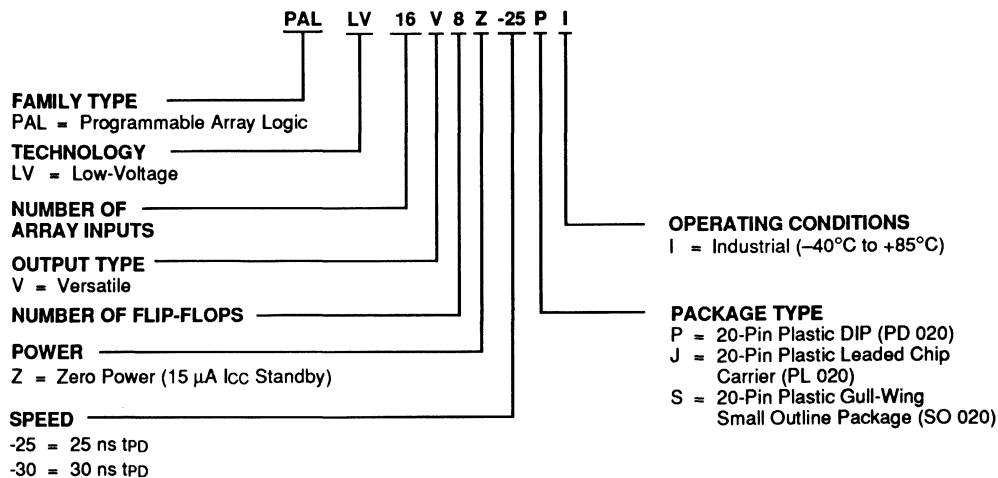 PAL LV 16 V 8 Z -25 P I
FAMILY TYPE
PAL = Programmable Array Logic
TECHNOLOGY
LV = Low-Voltage
NUMBER OF
ARRAY INPUTS
OUTPUT TYPE
V = Versatile
NUMBER OF FLIP-FLOPS
POWER
Z = Zero Power (15 µA ICC Standby)
SPEED
-25 = 25 ns tPD
-30 = 30 ns tPD
OPERATING CONDITIONS
I = Industrial (–40°C to +85°C)
PACKAGE TYPE
P = 20-Pin Plastic DIP (PD 020)
J = 20-Pin Plastic Leaded Chip
Carrier (PL 020)
S = 20-Pin Plastic Gull-Wing
Small Outline Package (SO 020)